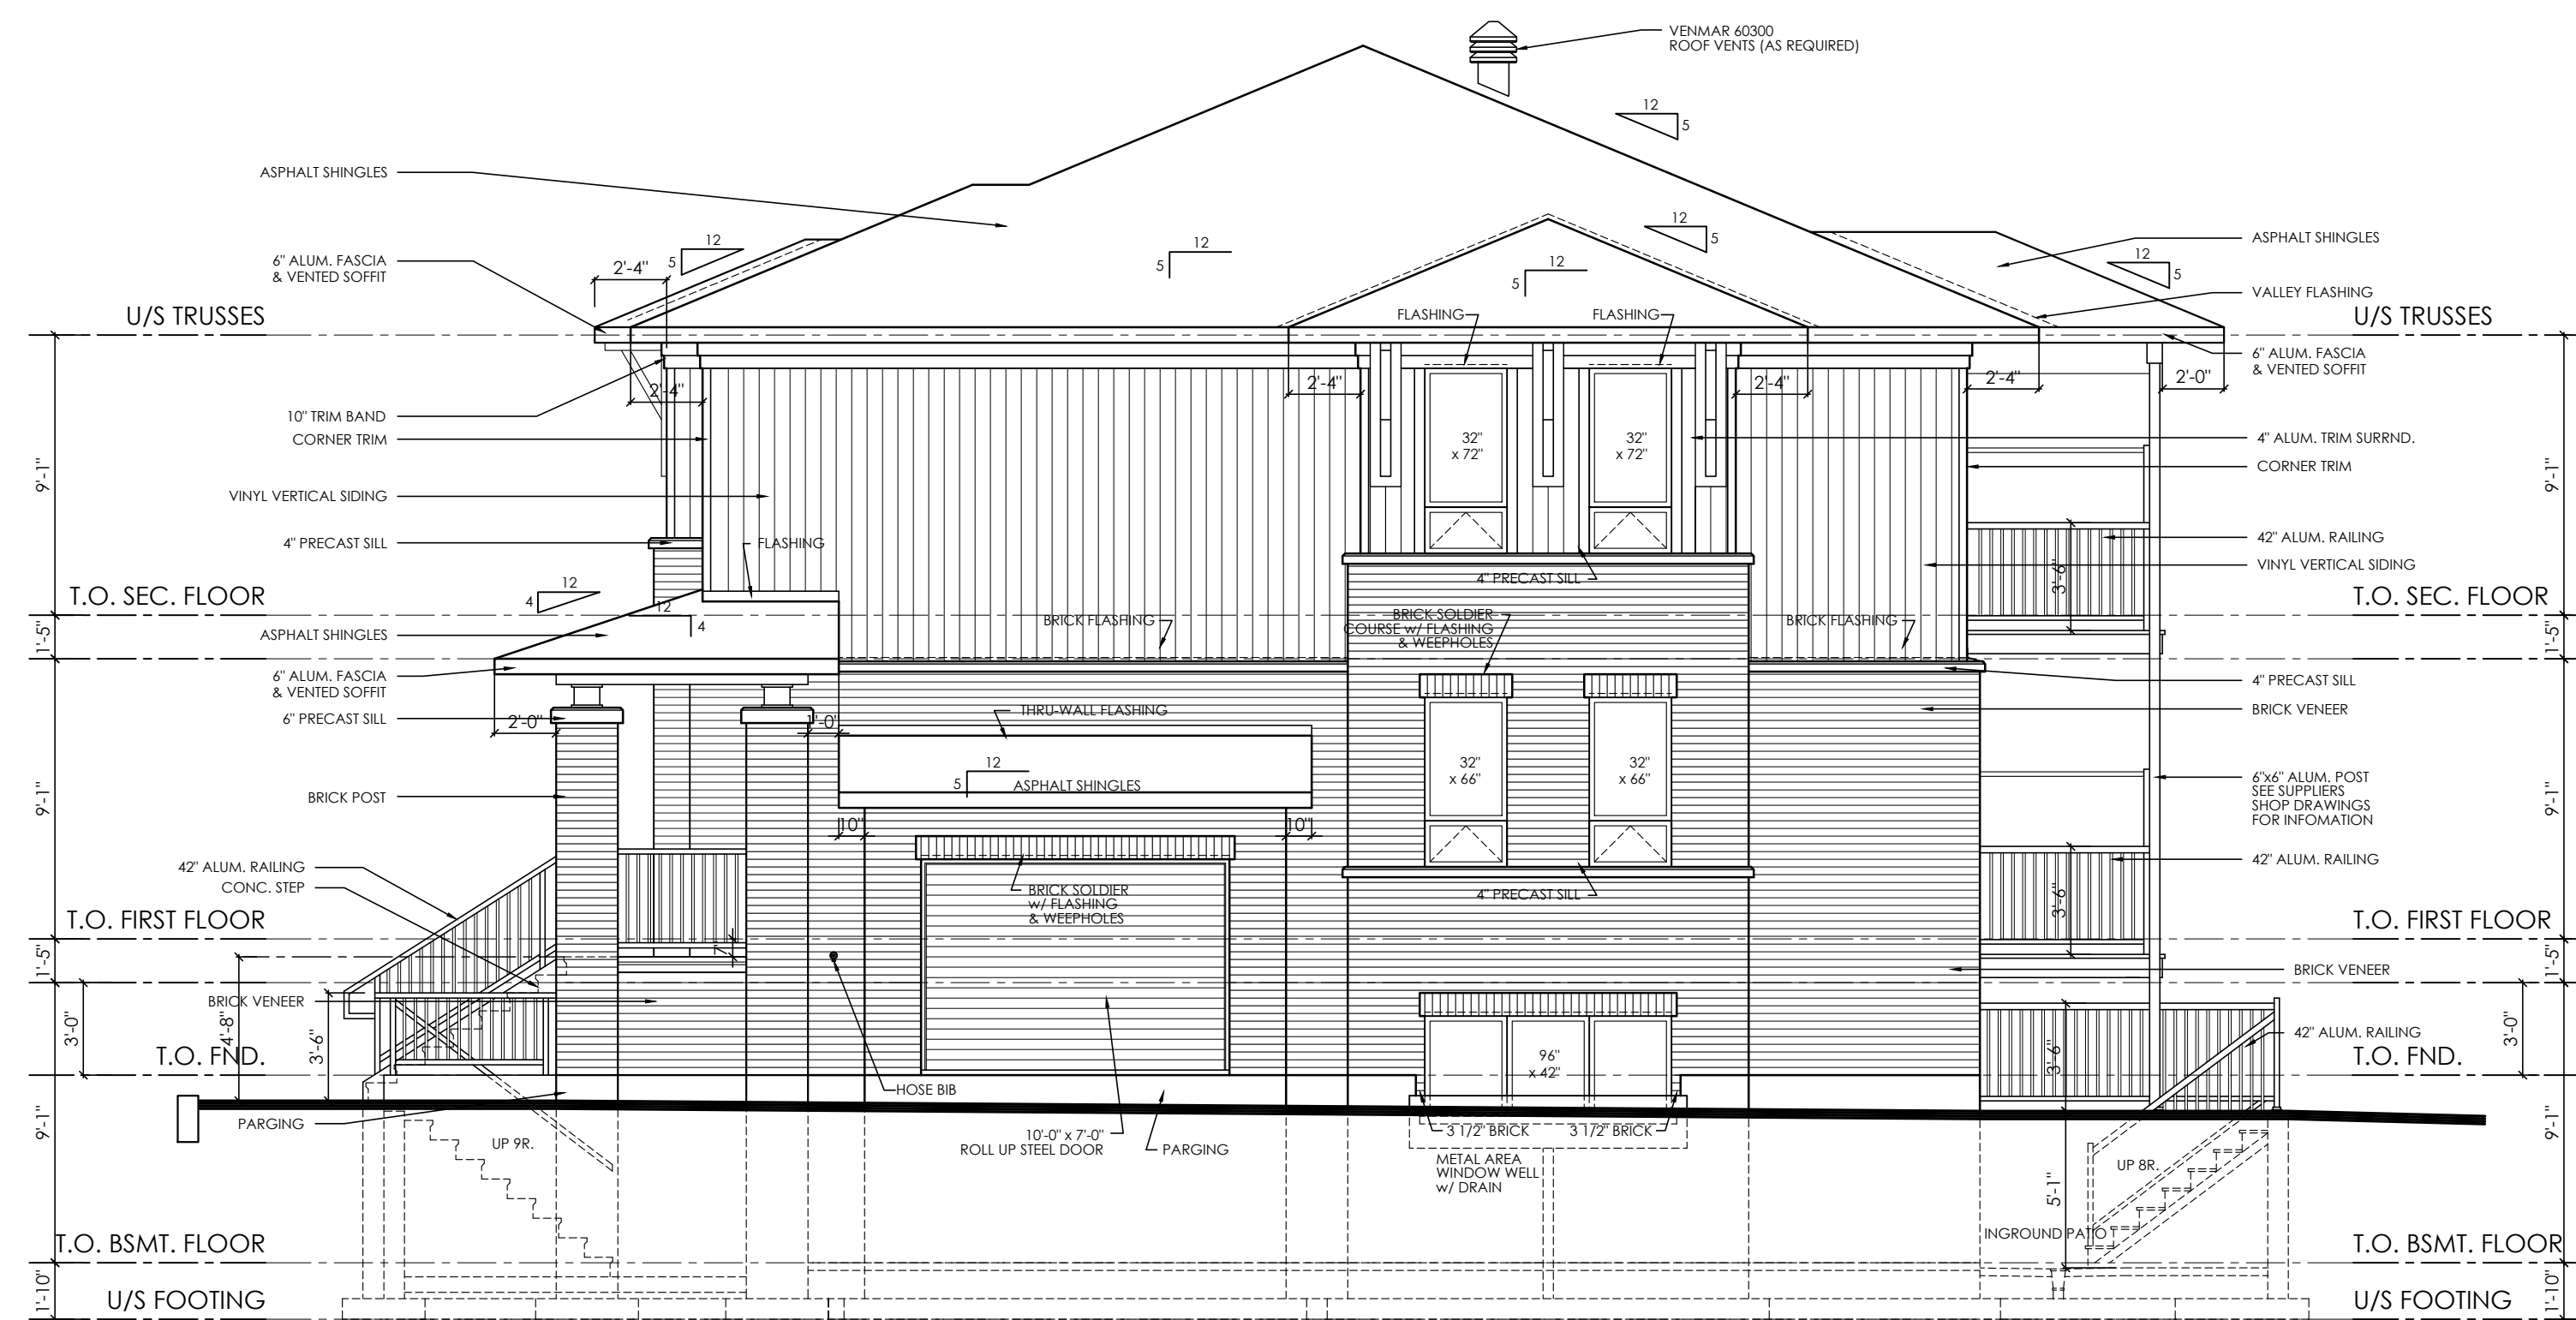 VENMAR 60300
ROOF VENTS (AS REQUIRED)
12
5
ASPHALT SHINGLES
12
5
12
5
12
5
12
5
12
5
ASPHALT SHINGLES
6" ALUM. FASCIA
& VENTED SOFFIT
2'-4"
VALLEY FLASHING
U/S TRUSSES
FLASHING
FLASHING
U/S TRUSSES
6" ALUM. FASCIA
& VENTED SOFFIT
2'-4"
2'-4"
2'-4"
2'-4"
2'-0"
10" TRIM BAND
CORNER TRIM
32"
x 72"
32"
x 72"
4" ALUM. TRIM SURRND.
CORNER TRIM
9'-1"
9'-1"
VINYL VERTICAL SIDING
4" PRECAST SILL
FLASHING
42" ALUM. RAILING
VINYL VERTICAL SIDING
4" PRECAST SILL
3'-6"
12
4
T.O. SEC. FLOOR
T.O. SEC. FLOOR
12
4
BRICK SOLDIER
COURSE w/ FLASHING
& WEEPHOLES
BRICK FLASHING
BRICK FLASHING
1'-5"
1'-5"
ASPHALT SHINGLES
6" ALUM. FASCIA
& VENTED SOFFIT
4" PRECAST SILL
6" PRECAST SILL
2'-0"
1'-0"
THRU-WALL FLASHING
BRICK VENEER
12
5
ASPHALT SHINGLES
32"
x 66"
32"
x 66"
6"x6" ALUM. POST
SEE SUPPLIERS
SHOP DRAWINGS
FOR INFOMATION
9'-1"
9'-1"
BRICK POST
10"
10"
42" ALUM. RAILING
CONC. STEP
42" ALUM. RAILING
BRICK SOLDIER
w/ FLASHING
& WEEPHOLES
4" PRECAST SILL
3'-6"
T.O. FIRST FLOOR
T.O. FIRST FLOOR
7"
1'-5"
1'-5"
BRICK VENEER
BRICK VENEER
3'-0"
4'-8"
3'-6"
3'-0"
42" ALUM. RAILING
3'-6"
T.O. FND.
T.O. FND.
96"
x 42"
HOSE BIB
PARGING
9'-1"
9'-1"
10'-0" x 7'-0"
ROLL UP STEEL DOOR
PARGING
3 1/2" BRICK
3 1/2" BRICK
UP 9R.
METAL AREA
WINDOW WELL
w/ DRAIN
UP 8R.
5'-1"
INGROUND PATIO
T.O. BSMT. FLOOR
T.O. BSMT. FLOOR
1'-10"
1'-10"
U/S FOOTING
U/S FOOTING